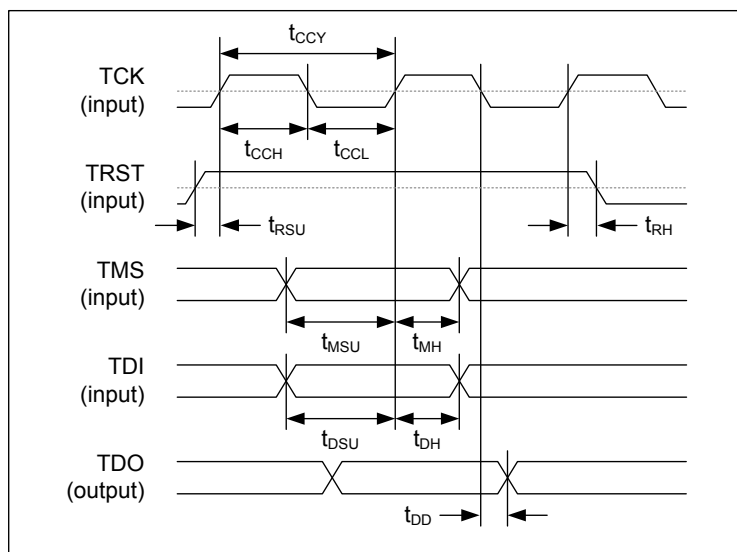 tCCY
TCK
(input)
tCCH
tCCL
TRST
(input)
tRSU
tRH
TMS
(input)
tMSU
tMH
TDI
(input)
tDSU
tDH
TDO
(output)
tDD